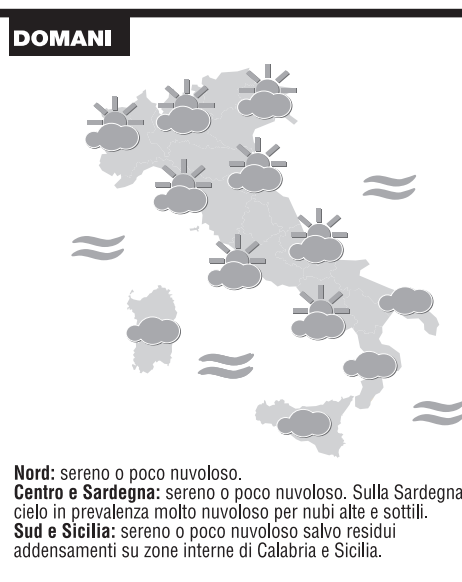 DOMANI
Nord: sereno o poco nuvoloso.
Centro e Sardegna: sereno o poco nuvoloso. Sulla Sardegna
cielo in prevalenza molto nuvoloso per nubi alte e sottili.
Sud e Sicilia: sereno o poco nuvoloso salvo residui
addensamenti su zone interne di Calabria e Sicilia.